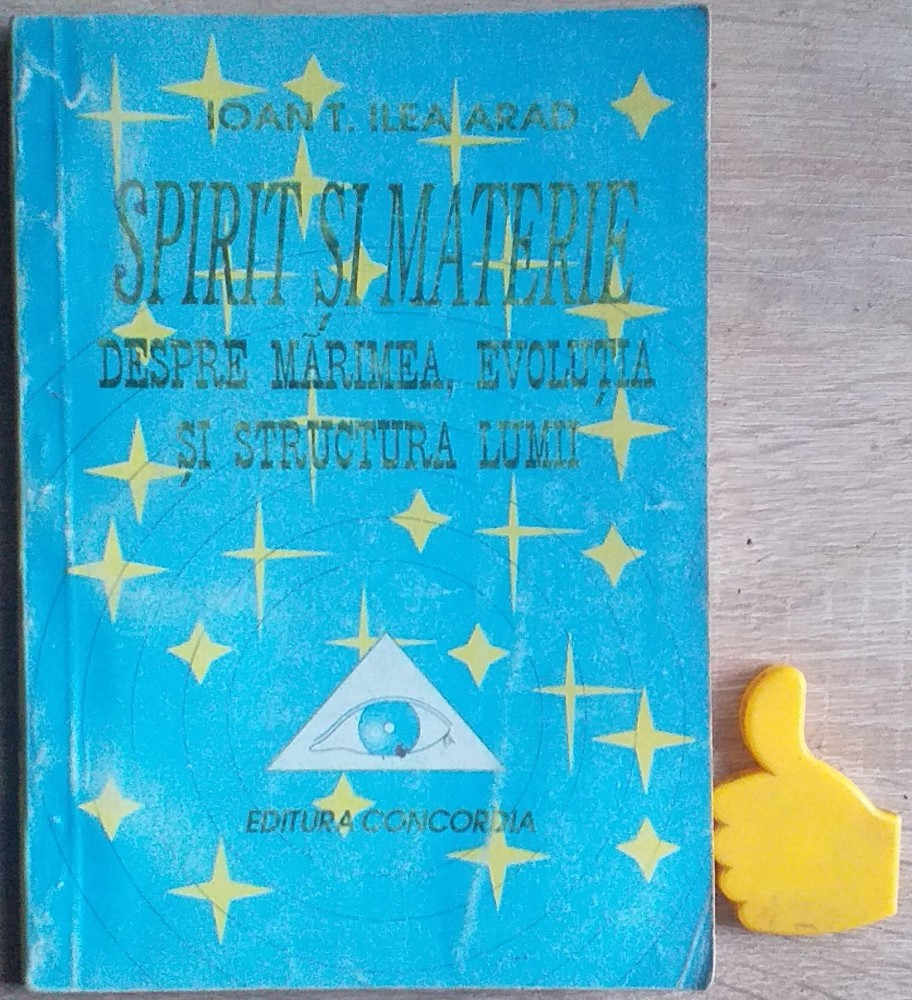 IOAN T. ILEA ARAD
SPIRIT ȘI MATERIE
DESPRE MĂRIMEA, EVOLUȚIA
ȘI STRUCTURA LUMII
EDITURA CONCORDIA